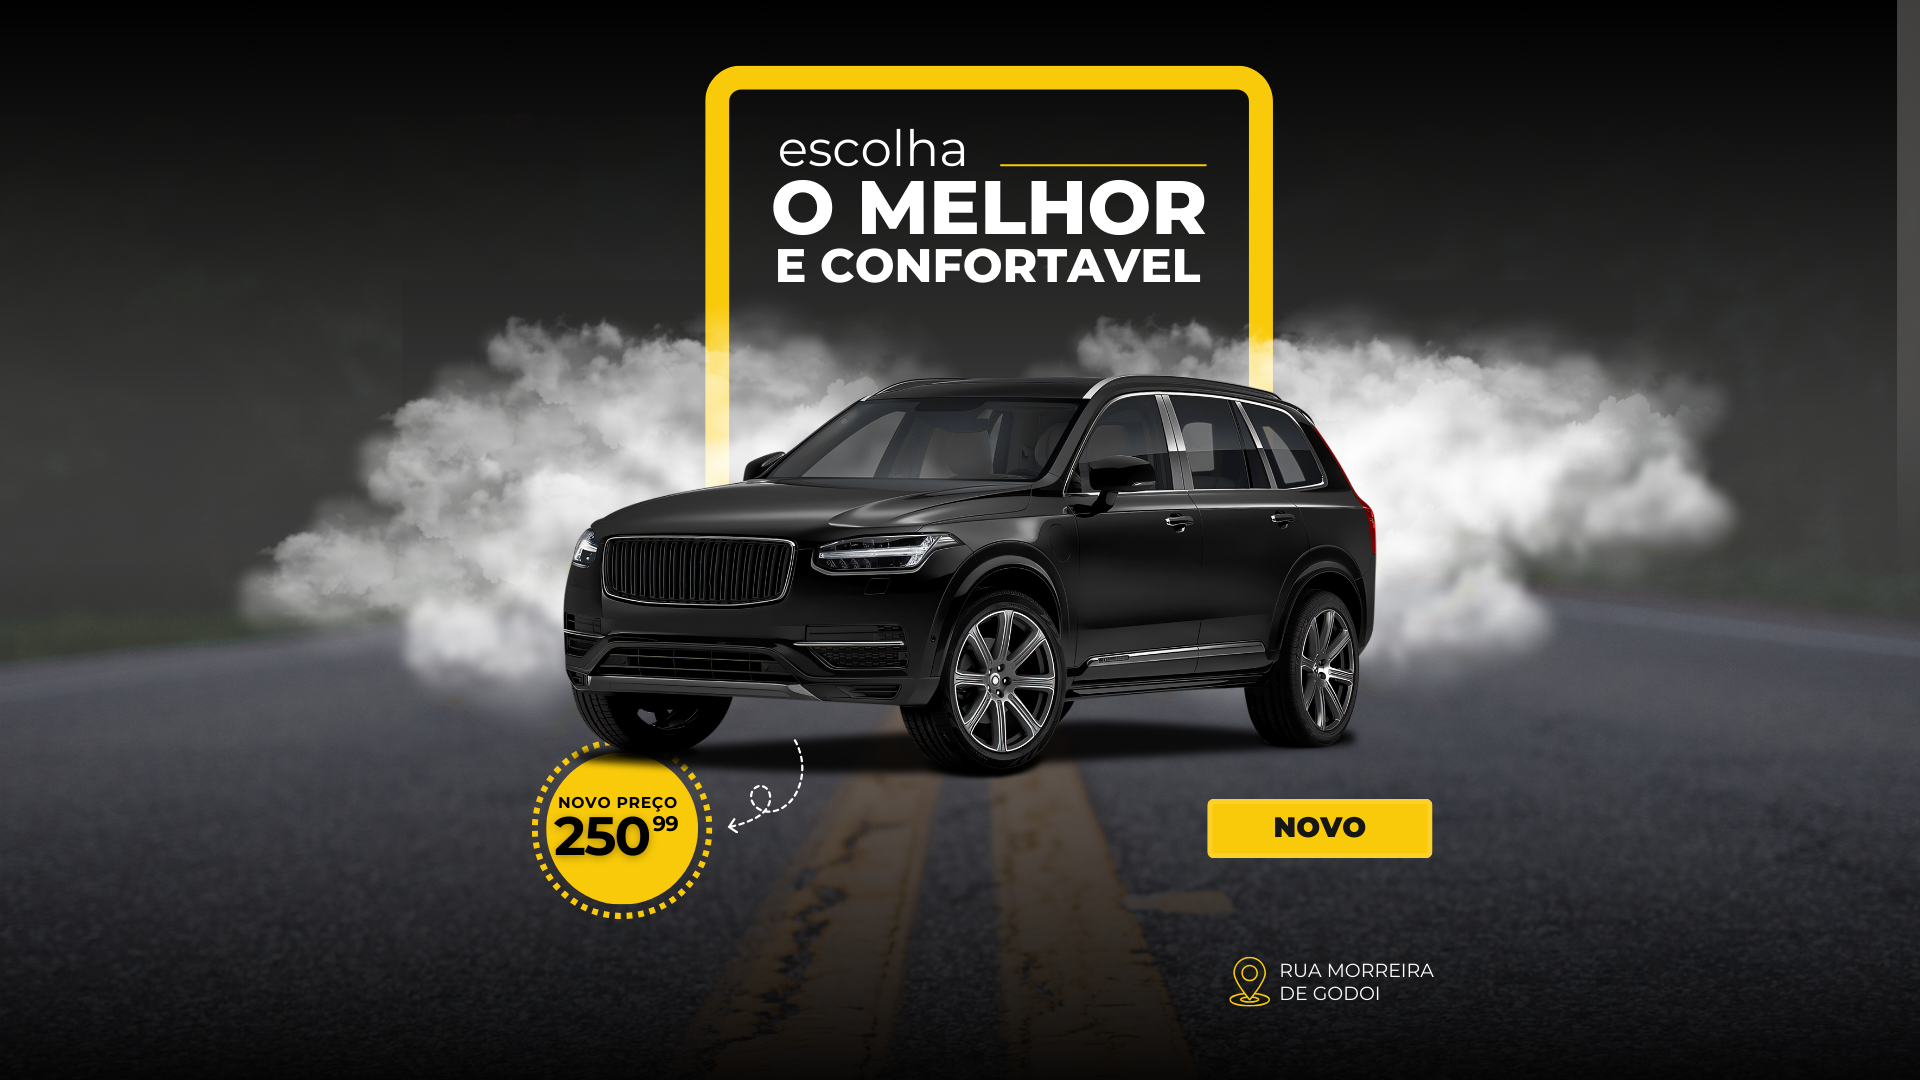 escolha
O MELHOR
E CONFORTAVEL
NOVO PREÇO
250 99
NOVO
RUA MORREIRA
DE GODOI